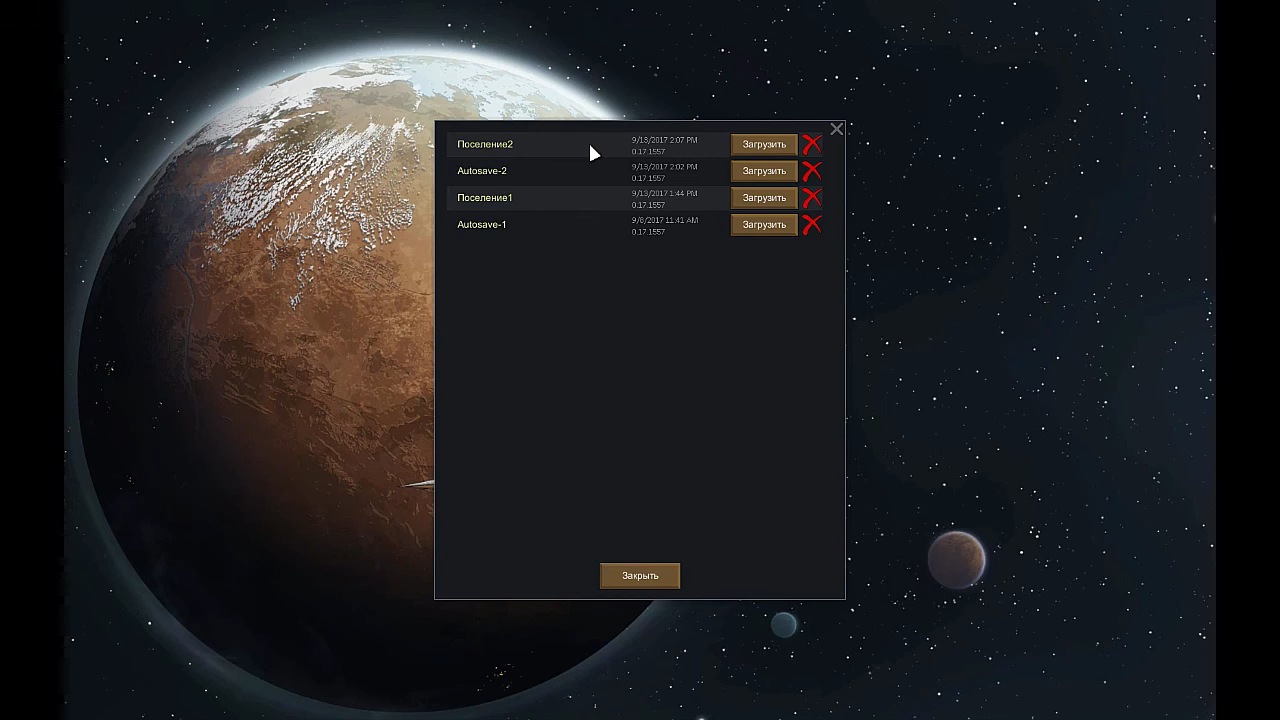 Поселение2
9/13/2017 2:07 PM
0.17.1557
Загрузить
Autosave-2
9/13/2017 2:02 PM
0.17.1557
Загрузить
Поселение1
9/13/2017 1:44 PM
0.17.1557
Загрузить
Autosave-1
9/8/2017 11:41 AM
0.17.1557
Загрузить
Закрыть